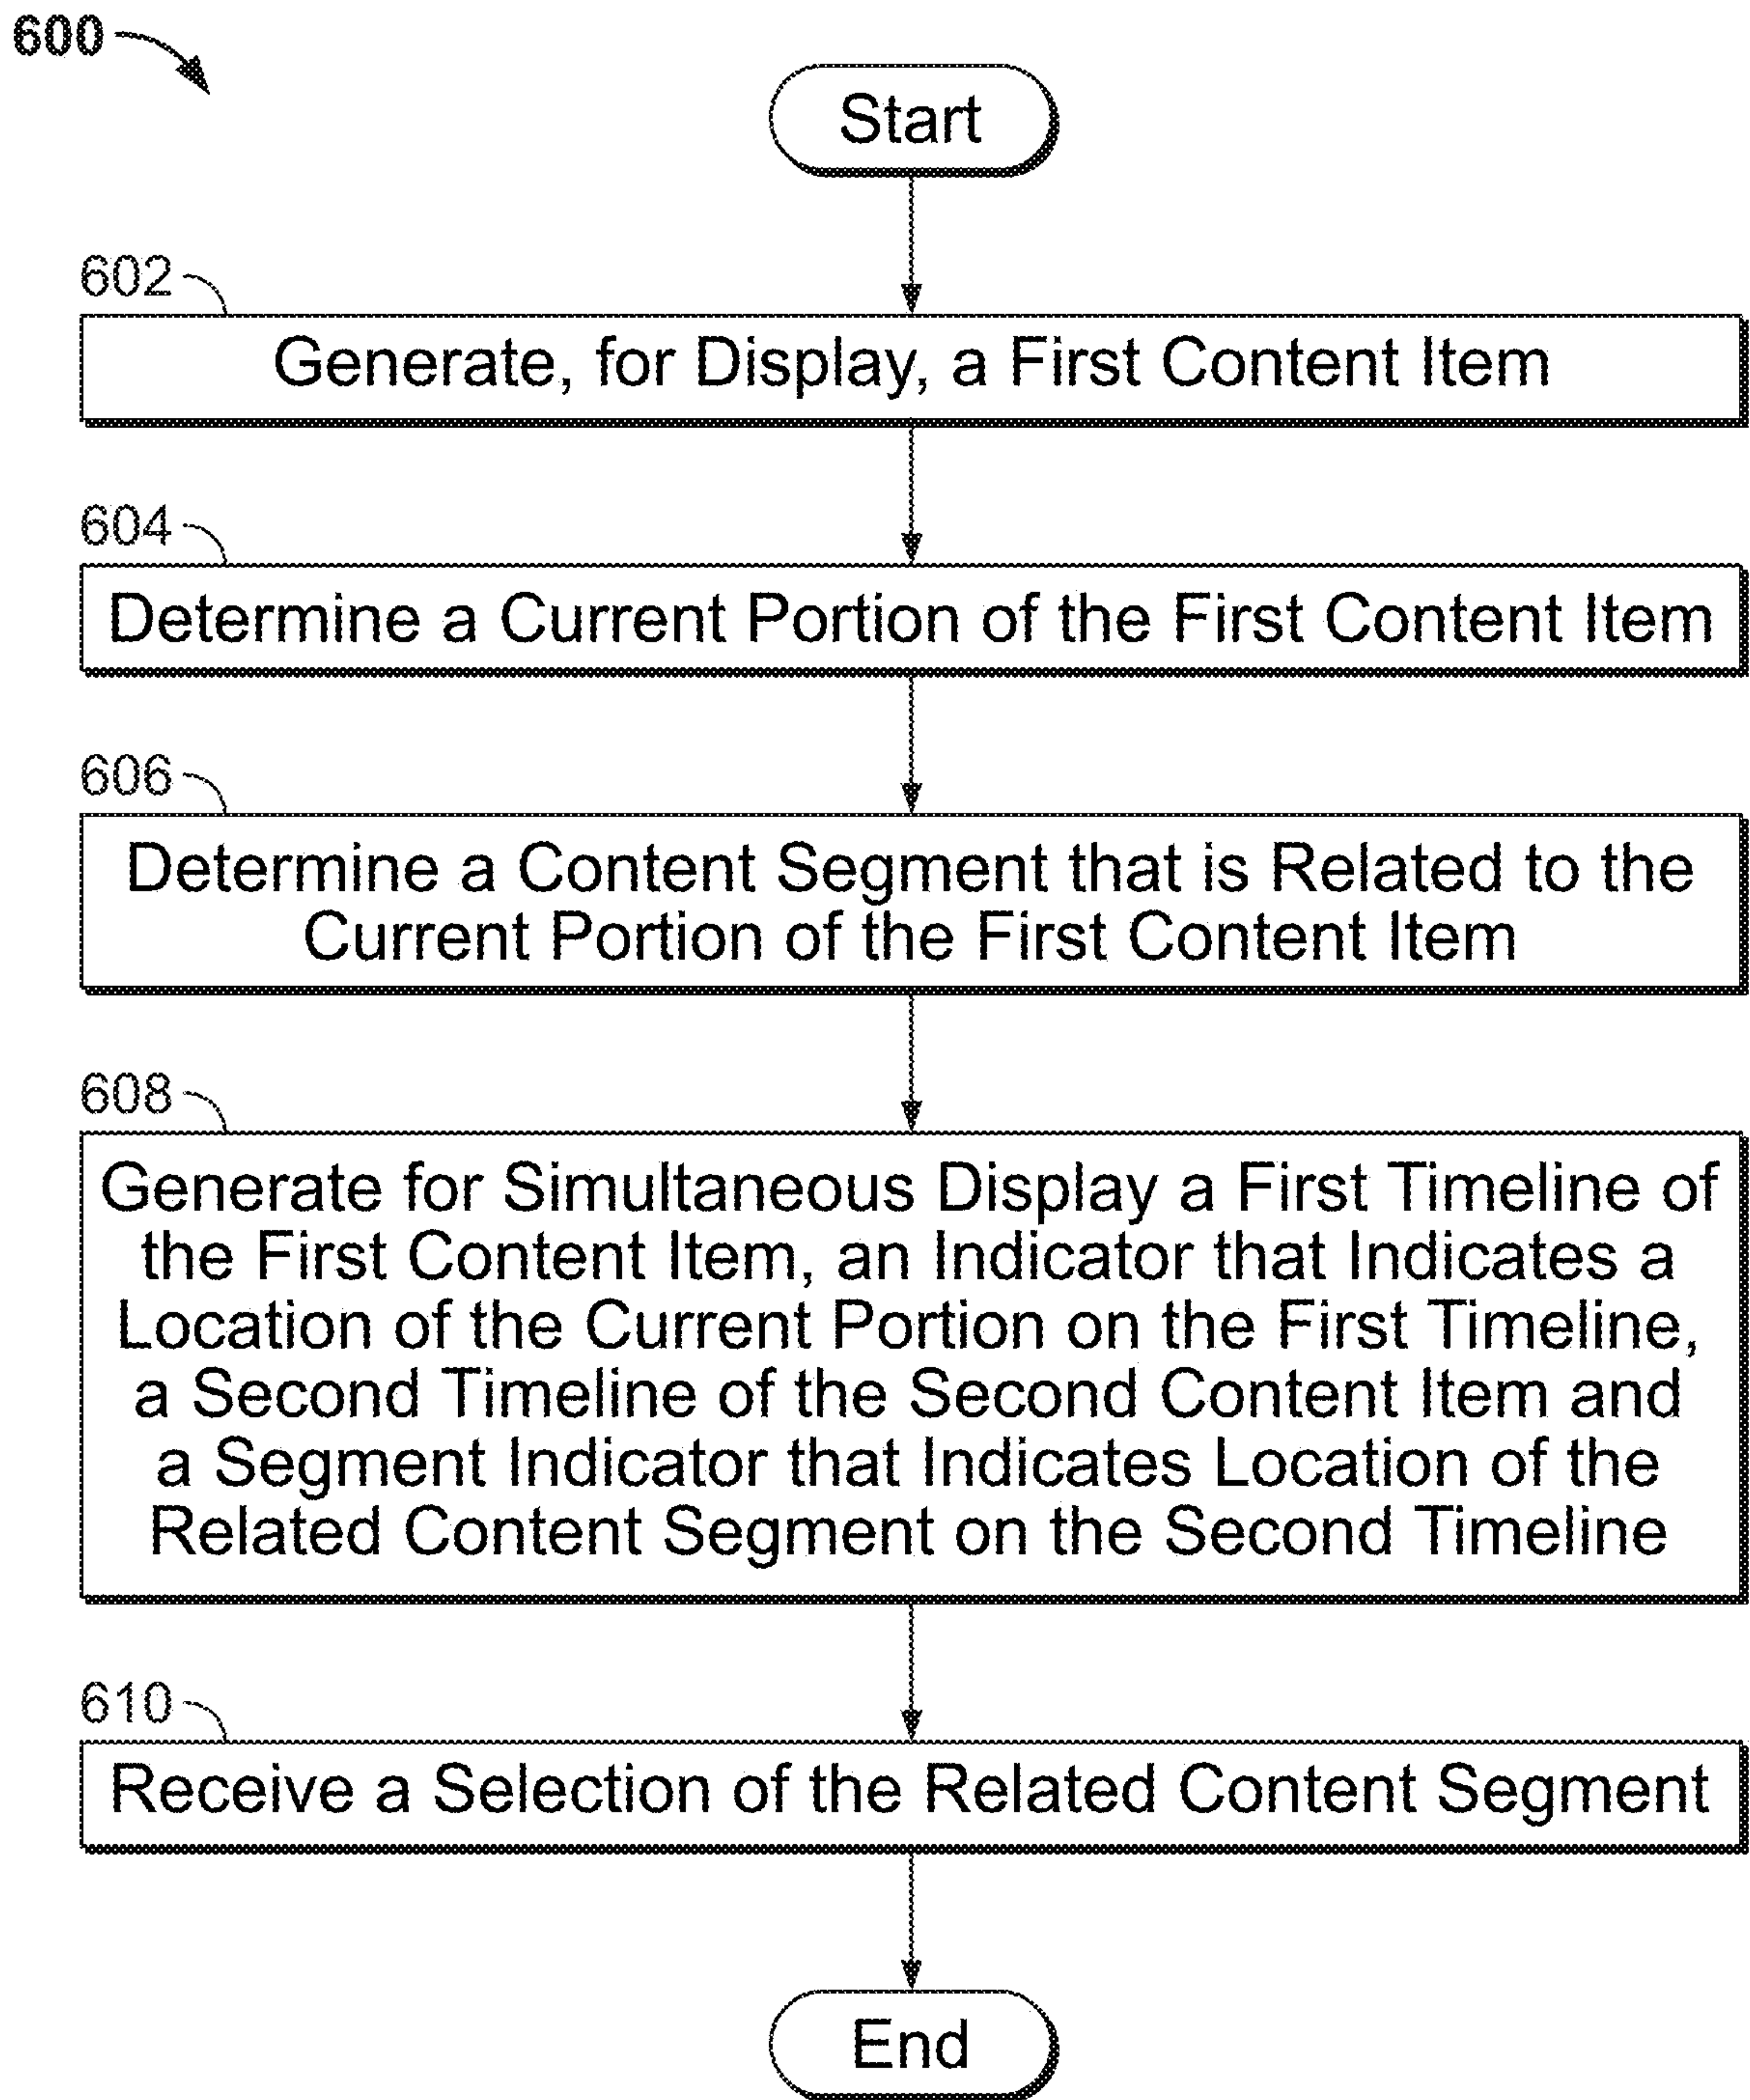 600
Start
602
Generate, for Display, a First Content Item
604
Determine a Current Portion of the First Content Item
606
Determine a Content Segment that is Related to the
Current Portion of the First Content Item
608
Generate for Simultaneous Display a First Timeline of
the First Content Item, an Indicator that Indicates a
Location of the Current Portion on the First Timeline,
a Second Timeline of the Second Content Item and
a Segment Indicator that Indicates Location of the
Related Content Segment on the Second Timeline
610
Receive a Selection of the Related Content Segment
End